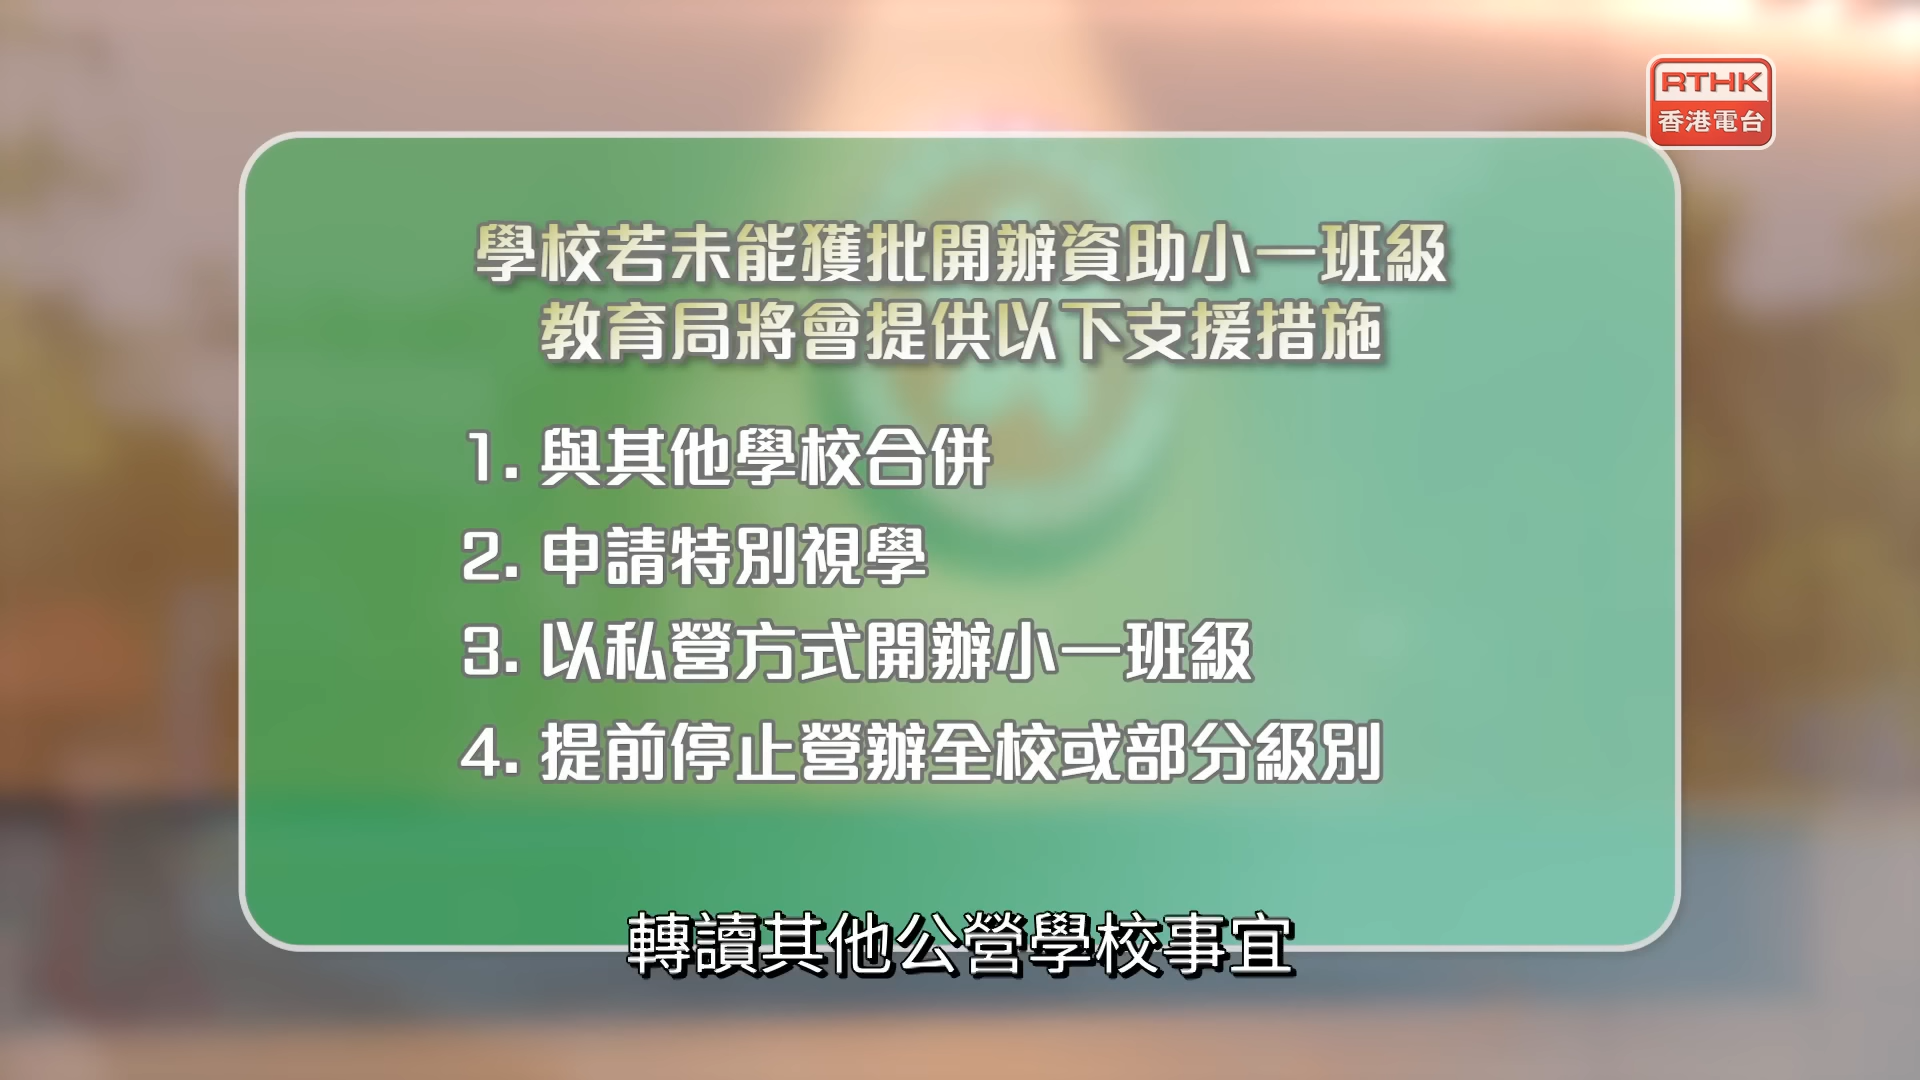 RTHK
香港電台
學校若未能獲批開辦資助小一班級
教育局將會提供以下支援措施
1. 與其他學校合併
2. 申請特別視學
3. 以私營方式開辦小一班級
4. 提前停止營辦全校或部分級別
轉讀其他公營學校事宜